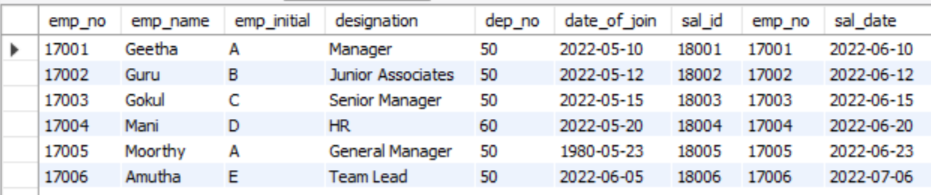 emp_no emp_name emp_initial designation dep_no date_of_join sal_id emp_no sal_date
17001 Geetha A Manager 50 2022-05-10 18001 17001 2022-06-10
17002 Guru B Junior Associates 50 2022-05-12 18002 17002 2022-06-12
17003 Gokul C Senior Manager 50 2022-05-15 18003 17003 2022-06-15
17004 Mani D HR 60 2022-05-20 18004 17004 2022-06-20
17005 Moorthy A General Manager 50 1980-05-23 18005 17005 2022-06-23
17006 Amutha E Team Lead 50 2022-06-05 18006 17006 2022-07-06